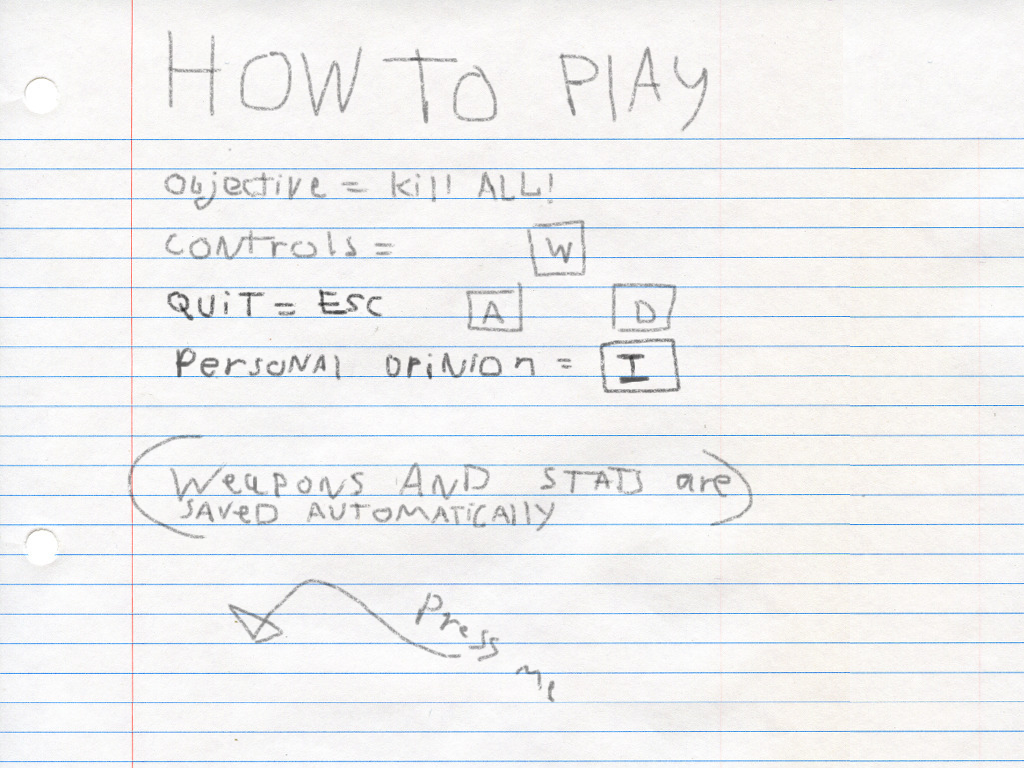 HOW TO PlAY
Objective = kill ALL!
CONTrols =
W
QUiT = ESC
A D
PersoNAl OPiNiOn = I
(Weapons AND STATS are
SAVeD AUTOMATiCAllY)
Press
me